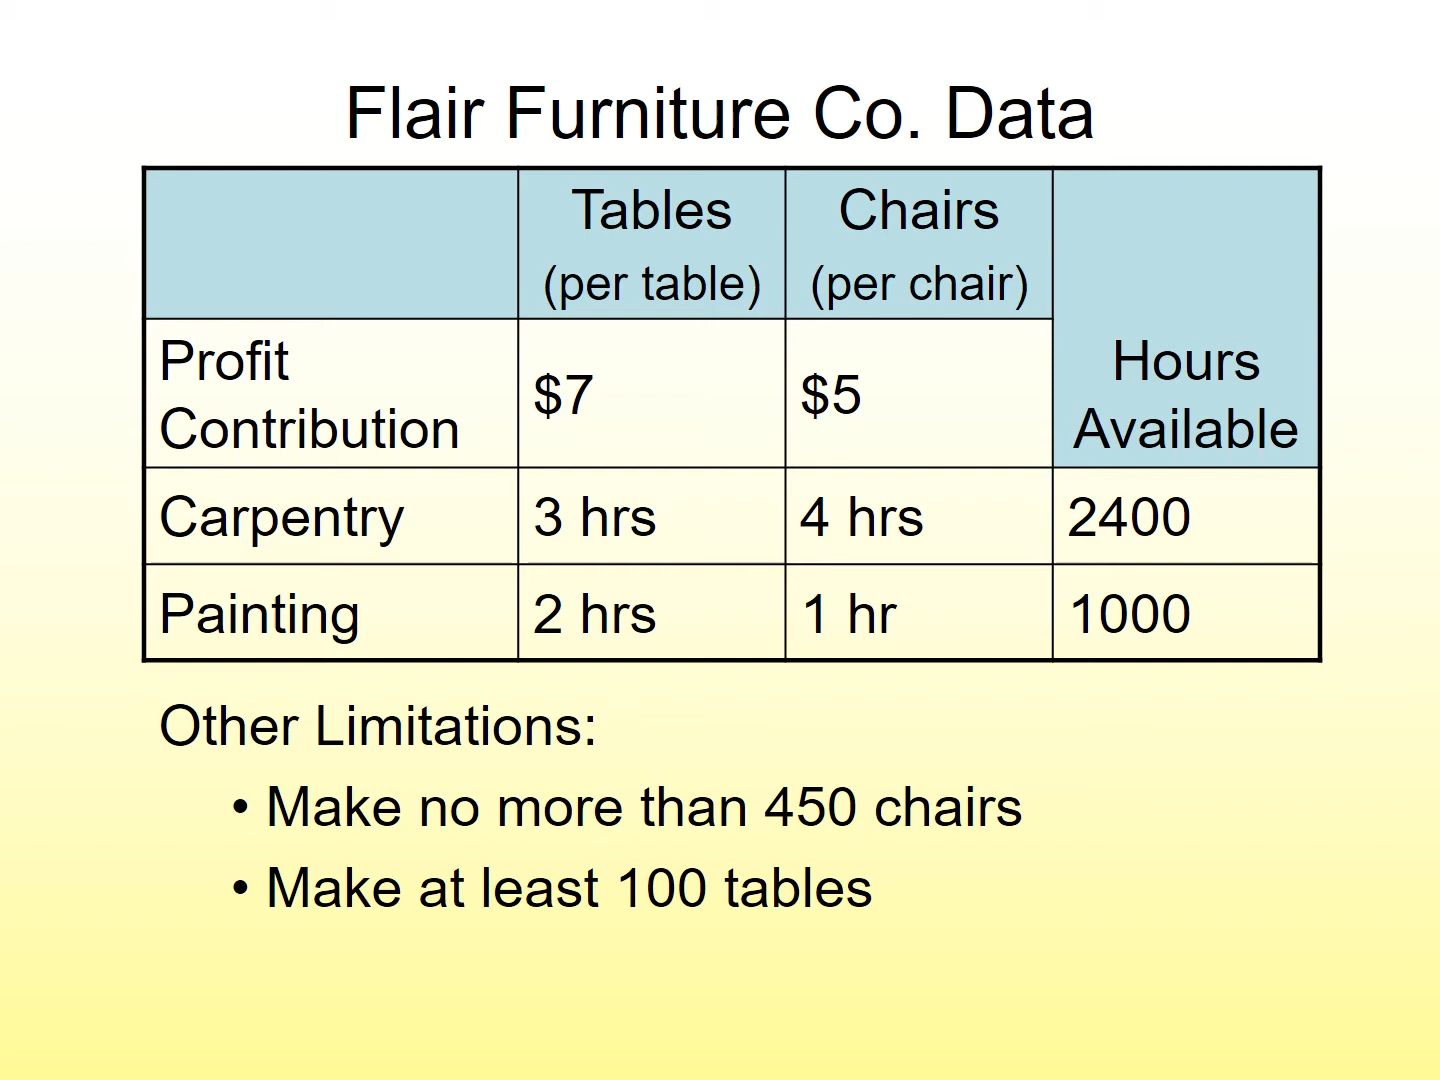 Flair Furniture Co. Data
Tables Chairs
(per table) (per chair)
Hours
Available
Profit
Contribution
$7 $5
Carpentry 3 hrs 4 hrs 2400
Painting 2 hrs 1 hr 1000
Other Limitations:
• Make no more than 450 chairs
• Make at least 100 tables